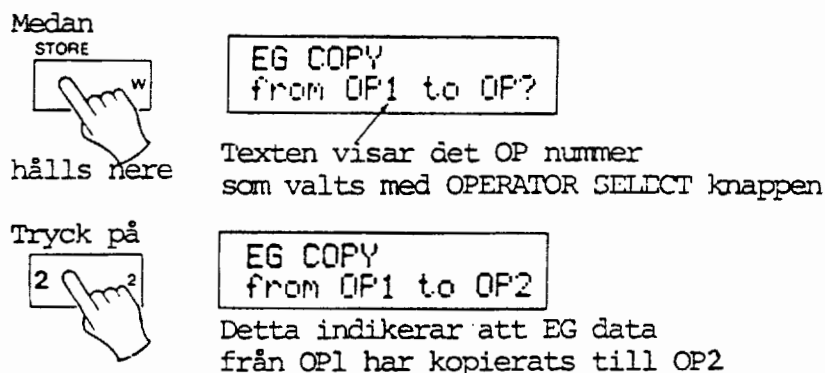 Medan
STORE
W
EG COPY
from OP1 to OP?
hålls nere
Texten visar det OP nummer
som valts med OPERATOR SELECT knappen
Tryck på
2 2
EG COPY
from OP1 to OP2
Detta indikerar att EG data
från OP1 har kopierats till OP2